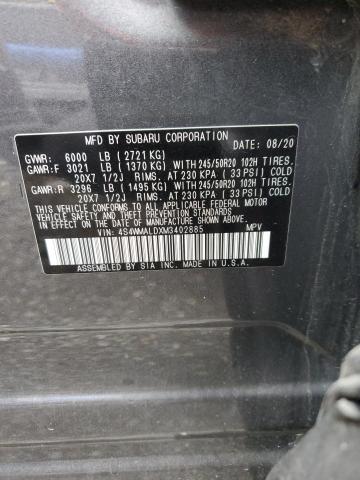 MFD BY SUBARU CORPORATION DATE: 08/20
GVWR: 6000 LB (2721 KG)
GAWR:F 3021 LB (1370 KG) WITH 245/50R20 102H TIRES.
20X7 1/2J RIMS.AT 230 KPA ( 33 PSI) COLD
GAWR:R 3296 LB (1495 KG) WITH 245/50R20 102H TIRES.
20X7 1/2J RIMS.AT 230 KPA ( 33 PSI) COLD
THIS VEHICLE CONFORMS TO ALL APPLICABLE FEDERAL MOTOR
VEHICLE SAFETY AND THEFT PREVENTION STANDARDS IN
EFFECT ON THE DATE OF MANUFACTURE SHOWN ABOVE.
VIN: 4S4WMALDXM3402885 MPV
ASSEMBLED BY SIA INC. MADE IN U.S.A.